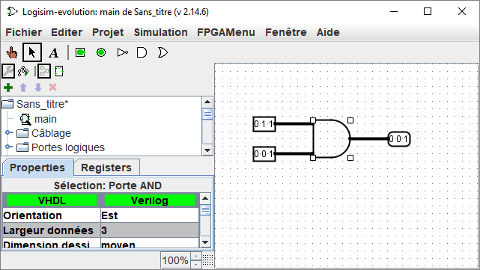 Logisim-evolution: main de Sans_titre (v 2.14.6)
Fichier Editer Projet Simulation FPGAMenu Fenêtre Aide
A
Sans_titre*
main
Câblage
Portes logiques
Properties Registers
Sélection: Porte AND
VHDL Verilog
Orientation Est
Largeur données 3
Dimension dessi moyen
100%
0 1 1
0 0 1
0 0 1